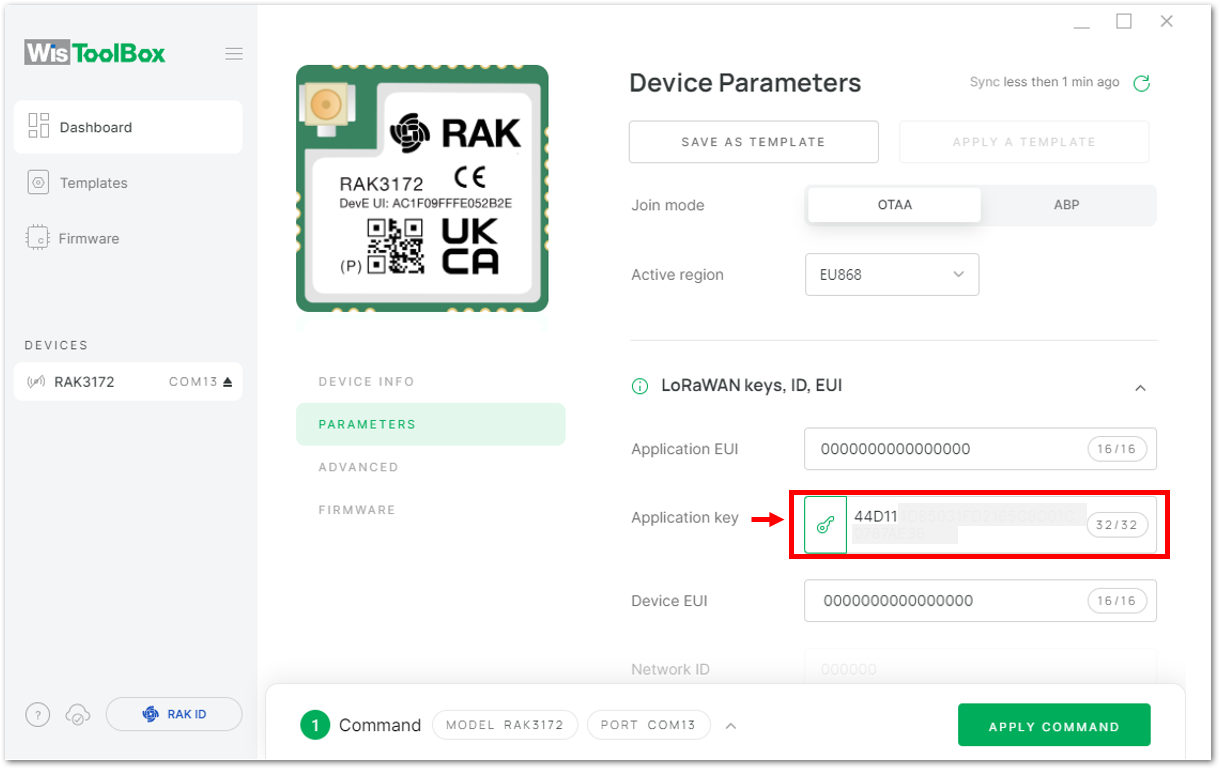 WisToolBox
Dashboard
Templates
Firmware
DEVICES
RAK3172 COM13
?
RAK ID
RAK
RAK3172
DevE UI: AC1F09FFFE052B2E
(P)
UK
CA
DEVICE INFO
PARAMETERS
ADVANCED
FIRMWARE
Device Parameters
Sync less then 1 min ago
SAVE AS TEMPLATE
APPLY A TEMPLATE
Join mode
OTAA
ABP
Active region
EU868
LoRaWAN keys, ID, EUI
Application EUI
0000000000000000
16/16
Application key
44D11
32/32
Device EUI
0000000000000000
16/16
Network ID
000000
1 Command
MODEL RAK3172
PORT COM13
APPLY COMMAND